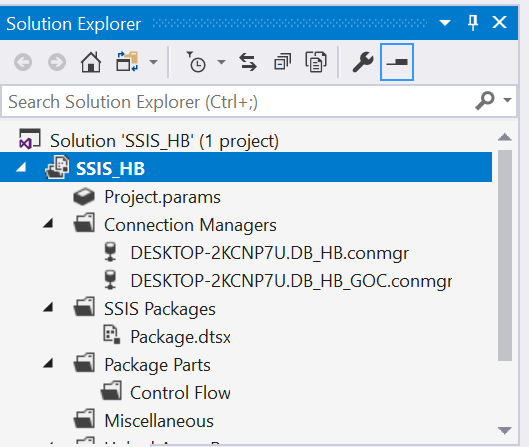 Solution Explorer
Search Solution Explorer (Ctrl+;)
Solution 'SSIS_HB' (1 project)
SSIS_HB
Project.params
Connection Managers
DESKTOP-2KCNP7U.DB_HB.conmgr
DESKTOP-2KCNP7U.DB_HB_GOC.conmgr
SSIS Packages
Package.dtsx
Package Parts
Control Flow
Miscellaneous